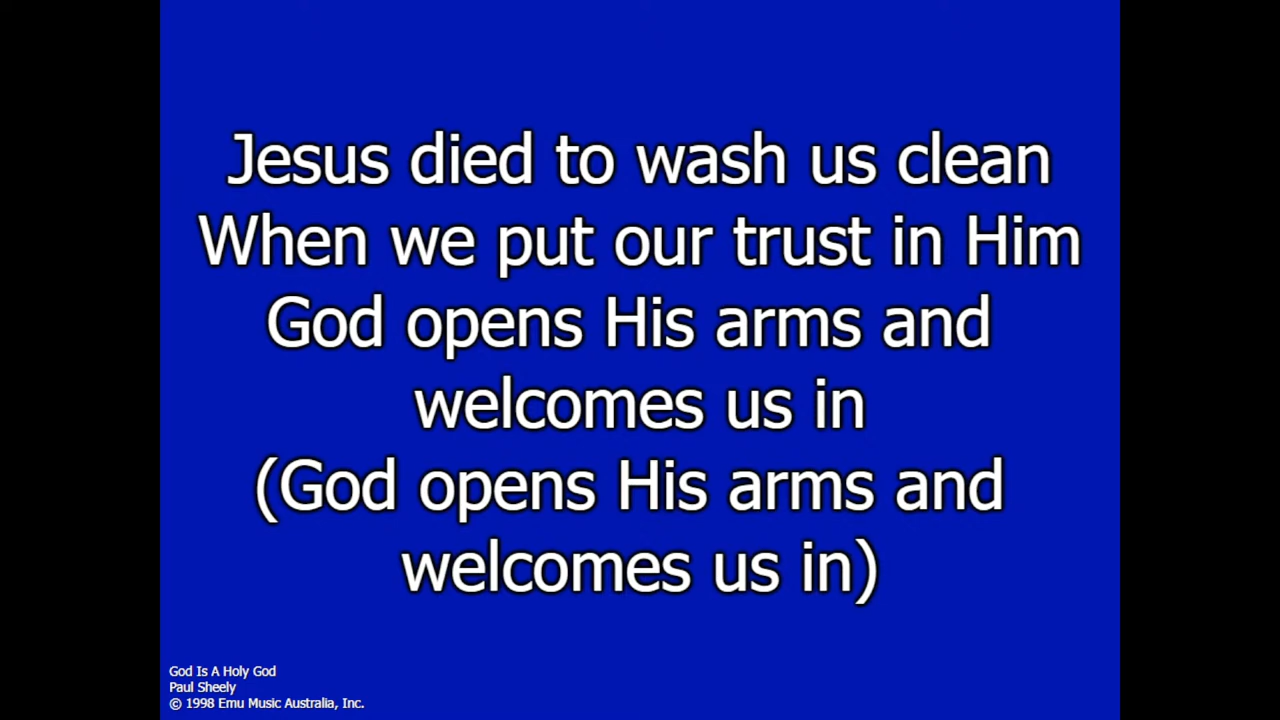 Jesus died to wash us clean
When we put our trust in Him
God opens His arms and
welcomes us in
(God opens His arms and
welcomes us in)
God Is A Holy God
Paul Sheely
© 1998 Emu Music Australia, Inc.